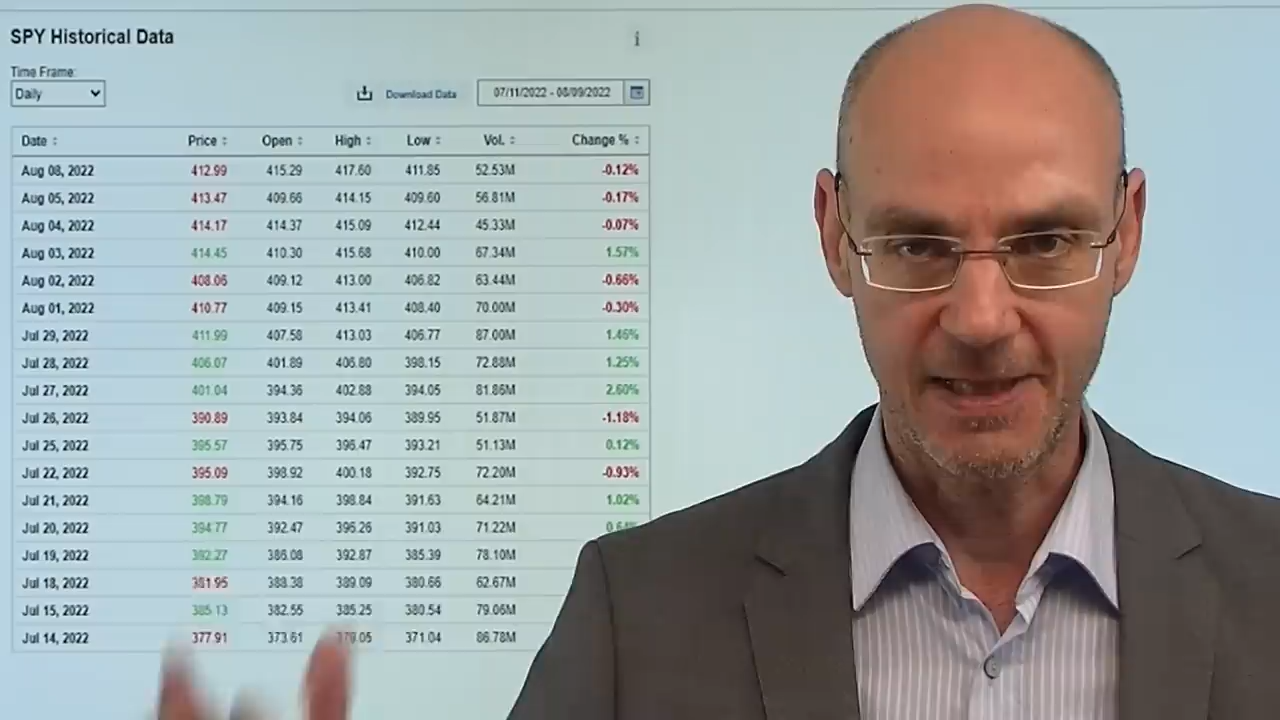 SPY Historical Data
Time Frame:
Daily
Download Data
07/11/2022 - 08/09/2022
Date Price Open High Low Vol. Change %
Aug 08, 2022 412.99 415.29 417.60 411.85 52.53M -0.12%
Aug 05, 2022 413.47 409.66 414.15 409.60 56.81M -0.17%
Aug 04, 2022 414.17 414.37 415.09 412.44 45.33M -0.07%
Aug 03, 2022 414.45 410.30 415.68 410.00 67.34M 1.57%
Aug 02, 2022 408.06 409.12 413.00 406.82 63.44M -0.66%
Aug 01, 2022 410.77 409.15 413.41 408.40 70.00M -0.30%
Jul 29, 2022 411.99 407.58 413.03 406.77 87.00M 1.46%
Jul 28, 2022 406.07 401.89 406.80 398.15 72.88M 1.25%
Jul 27, 2022 401.04 394.36 402.88 394.05 81.86M 2.60%
Jul 26, 2022 390.89 393.84 394.06 389.95 51.87M -1.18%
Jul 25, 2022 395.57 395.75 396.47 393.21 51.13M 0.12%
Jul 22, 2022 395.09 398.92 400.18 392.75 72.20M -0.93%
Jul 21, 2022 398.79 394.16 398.84 391.63 64.21M 1.02%
Jul 20, 2022 394.77 392.47 396.26 391.03 71.22M
Jul 19, 2022 392.27 386.08 392.87 385.39 78.10M
Jul 18, 2022 381.95 388.38 389.09 380.66 62.67M
Jul 15, 2022 385.13 382.55 385.25 380.54 79.06M
Jul 14, 2022 377.91 373.61 371.04 86.78M